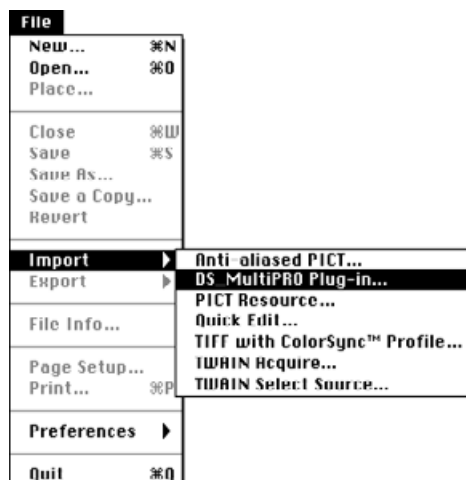 File
New... ⌘N
Open... ⌘O
Place...
Close ⌘W
Save ⌘S
Save As...
Save a Copy...
Revert
Import
Export
File Info...
Page Setup...
Print... ⌘P
Preferences
Quit ⌘Q
Anti-aliased PICT...
DS_MultiPRO Plug-in...
PICT Resource...
Quick Edit...
TIFF with ColorSync™ Profile...
TWAIN Acquire...
TWAIN Select Source...